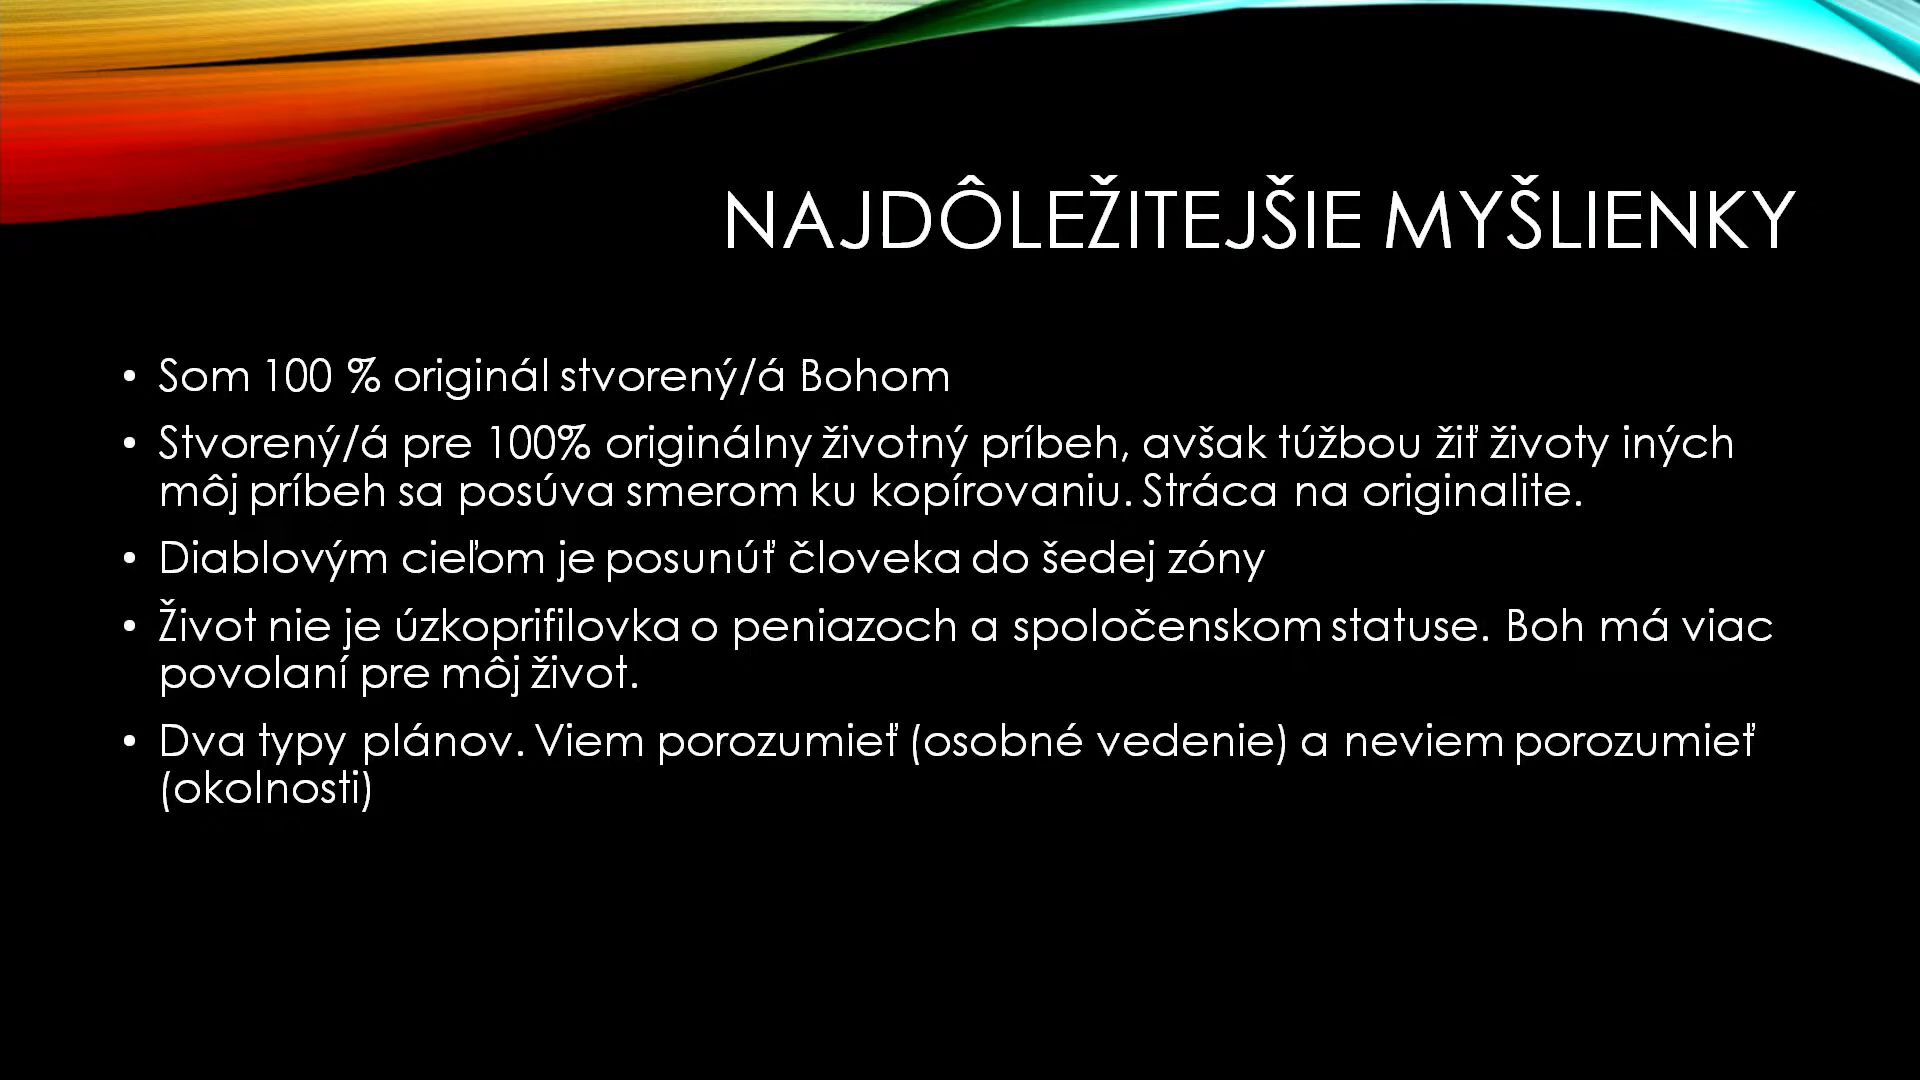 NAJDÔLEŽITEJŠIE MYŠLIENKY
• Som 100 % originál stvorený/á Bohom
• Stvorený/á pre 100% originálny životný príbeh, avšak túžbou žiť životy iných
môj príbeh sa posúva smerom ku kopírovaniu. Stráca na originalite.
• Diablovým cieľom je posunúť človeka do šedej zóny
• Život nie je úzkoprifilovka o peniazoch a spoločenskom statuse. Boh má viac
povolaní pre môj život.
• Dva typy plánov. Viem porozumieť (osobné vedenie) a neviem porozumieť
(okolnosti)